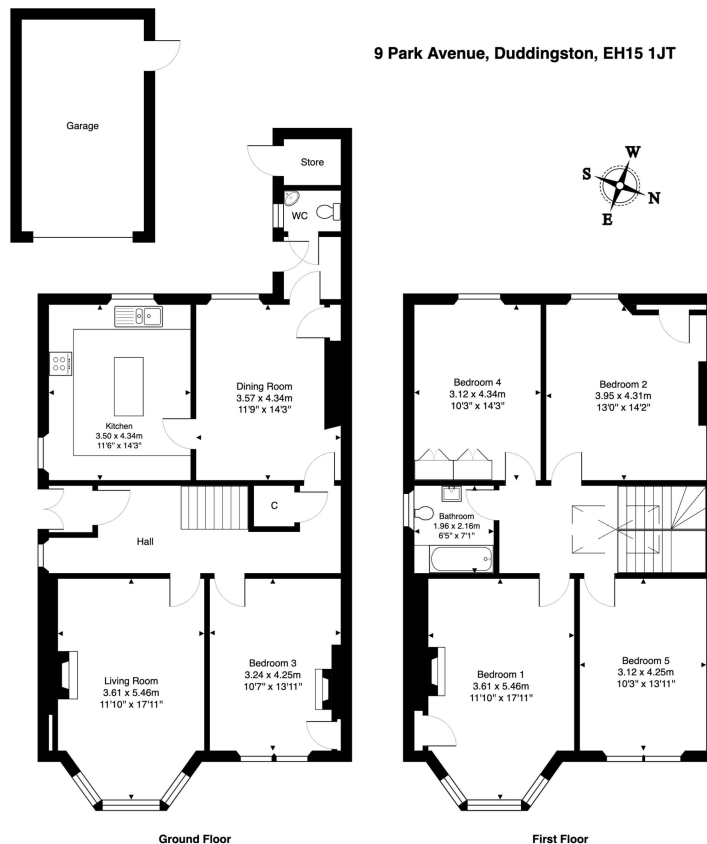 9 Park Avenue, Duddingston, EH15 1JT
Garage
W
S
N
E
Store
WC
Dining Room
3.57 x 4.34m
11'9" x 14'3"
Kitchen
3.50 x 4.34m
11'6" x 14'3"
C
Hall
Living Room
3.61 x 5.46m
11'10" x 17'11"
Bedroom 3
3.24 x 4.25m
10'7" x 13'11"
Ground Floor
Bedroom 4
3.12 x 4.34m
10'3" x 14'3"
Bedroom 2
3.95 x 4.31m
13'0" x 14'2"
Bathroom
1.96 x 2.16m
6'5" x 7'1"
Bedroom 1
3.61 x 5.46m
11'10" x 17'11"
Bedroom 5
3.12 x 4.25m
10'3" x 13'11"
First Floor